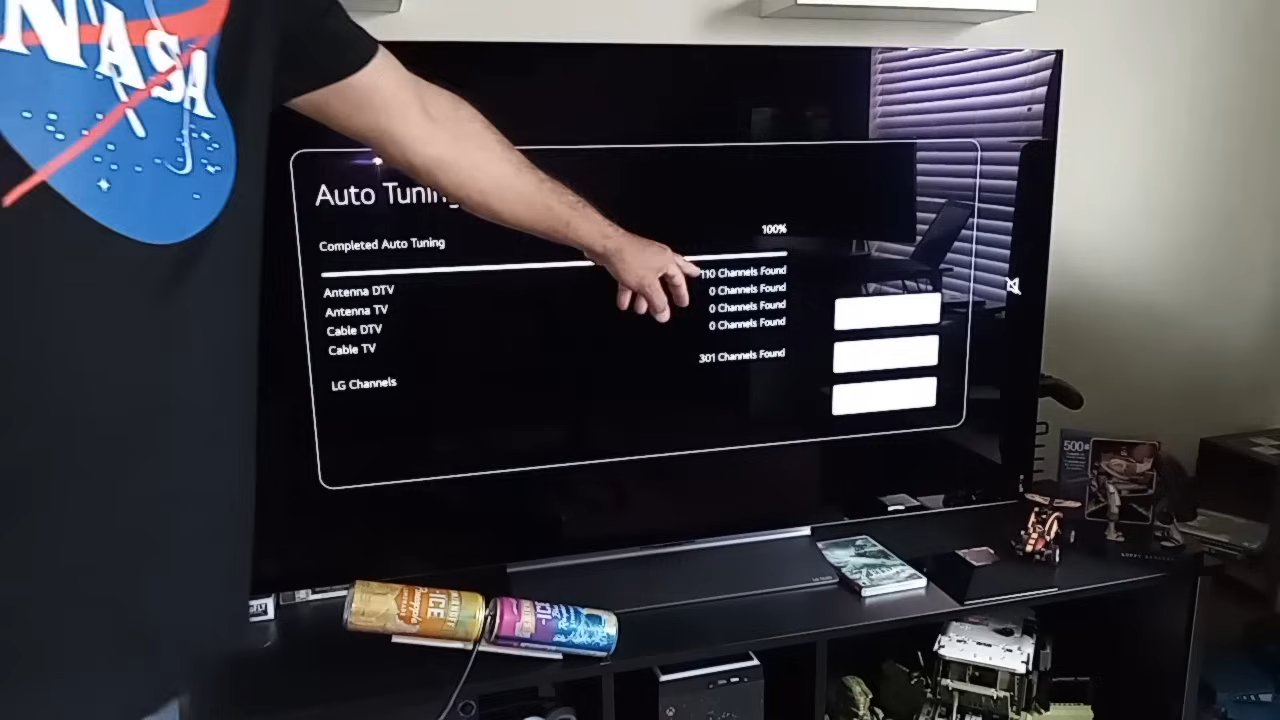 NASA
Auto Tuning
Completed Auto Tuning
100%
Antenna DTV
110 Channels Found
Antenna TV
0 Channels Found
Cable DTV
0 Channels Found
Cable TV
0 Channels Found
LG Channels
301 Channels Found
500
ICE